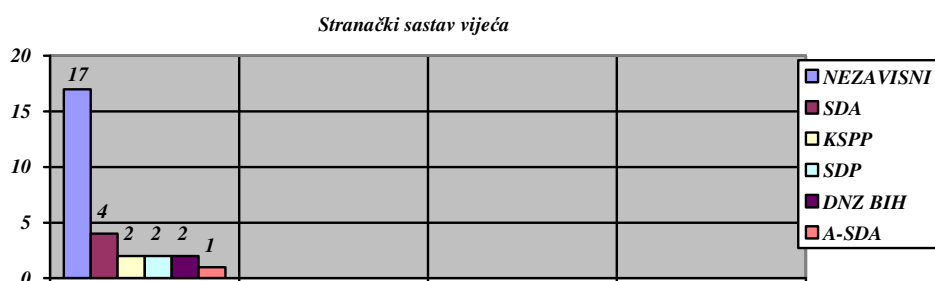 Stranački sastav vijeća
20
15
10
5
0
17
4
2
2
2
1
NEZAVISNI
SDA
KSPP
SDP
DNZ BIH
A-SDA